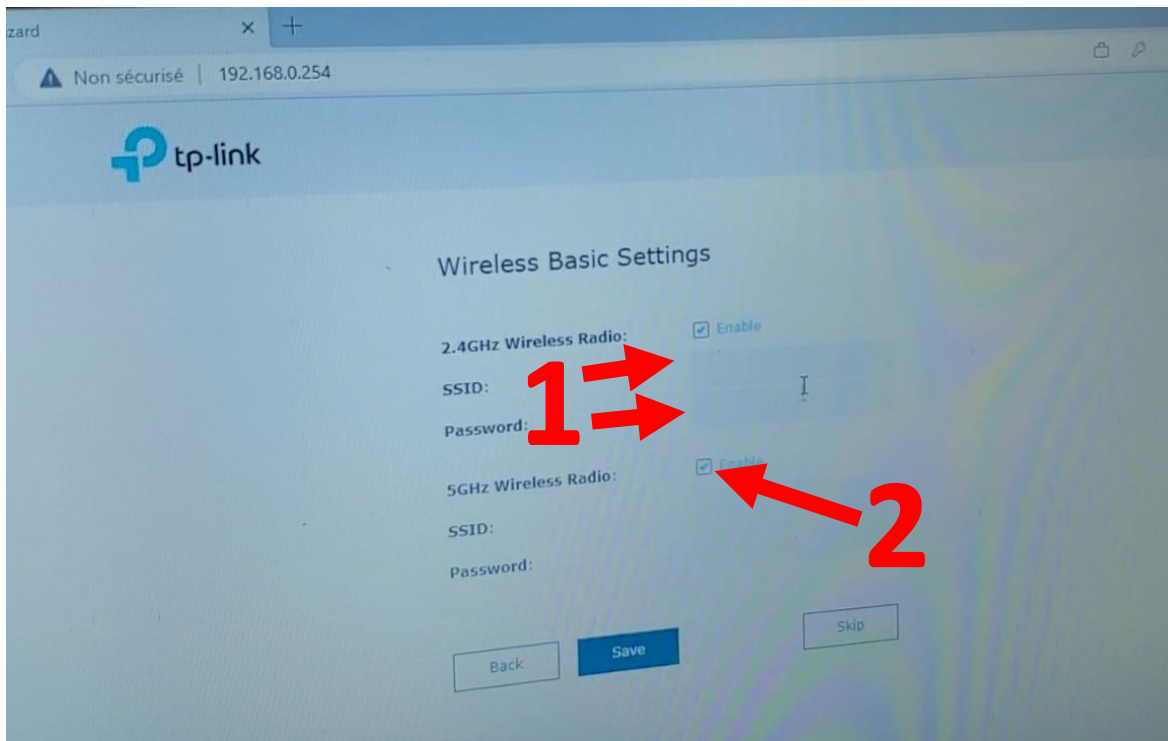 zard
Non sécurisé | 192.168.0.254
tp-link
Wireless Basic Settings
2.4GHz Wireless Radio: Enable
SSID:
1
Password:
5GHz Wireless Radio: Enable
2
SSID:
Password:
Back Save Skip